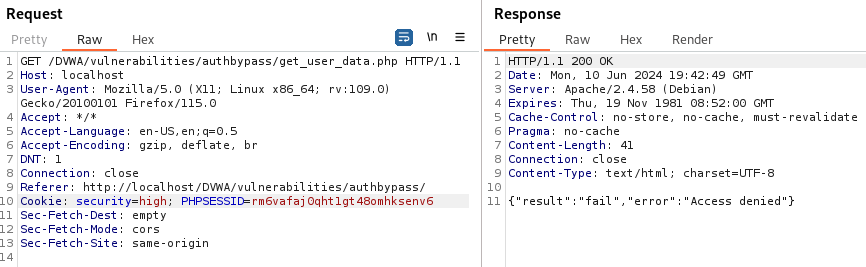 Request
Pretty Raw Hex
\n
1 GET /DVWA/vulnerabilities/authbypass/get_user_data.php HTTP/1.1
2 Host: localhost
3 User-Agent: Mozilla/5.0 (X11; Linux x86_64; rv:109.0)
Gecko/20100101 Firefox/115.0
4 Accept: */*
5 Accept-Language: en-US,en;q=0.5
6 Accept-Encoding: gzip, deflate, br
7 DNT: 1
8 Connection: close
9 Referer: http://localhost/DVWA/vulnerabilities/authbypass/
10 Cookie: security=high; PHPSESSID=rm6vafaj0qht1gt48omhksenv6
11 Sec-Fetch-Dest: empty
12 Sec-Fetch-Mode: cors
13 Sec-Fetch-Site: same-origin
14
Response
Pretty Raw Hex Render
1 HTTP/1.1 200 OK
2 Date: Mon, 10 Jun 2024 19:42:49 GMT
3 Server: Apache/2.4.58 (Debian)
4 Expires: Thu, 19 Nov 1981 08:52:00 GMT
5 Cache-Control: no-store, no-cache, must-revalidate
6 Pragma: no-cache
7 Content-Length: 41
8 Connection: close
9 Content-Type: text/html; charset=UTF-8
10
11 {"result":"fail","error":"Access denied"}